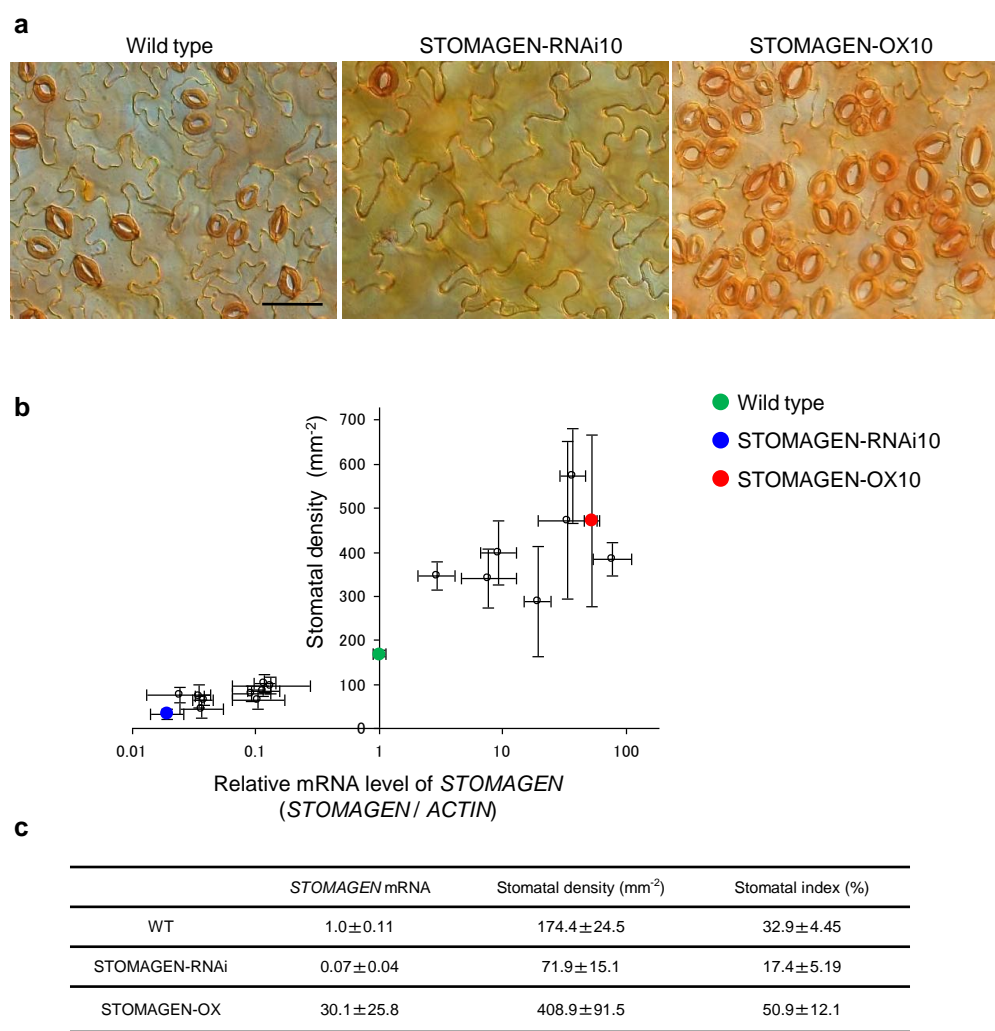 a
Wild type STOMAGEN-RNAi10 STOMAGEN-OX10
b
Stomatal density (mm-2)
700
600
500
400
300
200
100
0
0.01 0.1 1 10 100
Relative mRNA level of STOMAGEN
(STOMAGEN / ACTIN)
Wild type
STOMAGEN-RNAi10
STOMAGEN-OX10
c
STOMAGEN mRNA Stomatal density (mm-2) Stomatal index (%)
WT 1.0±0.11 174.4±24.5 32.9±4.45
STOMAGEN-RNAi 0.07±0.04 71.9±15.1 17.4±5.19
STOMAGEN-OX 30.1±25.8 408.9±91.5 50.9±12.1